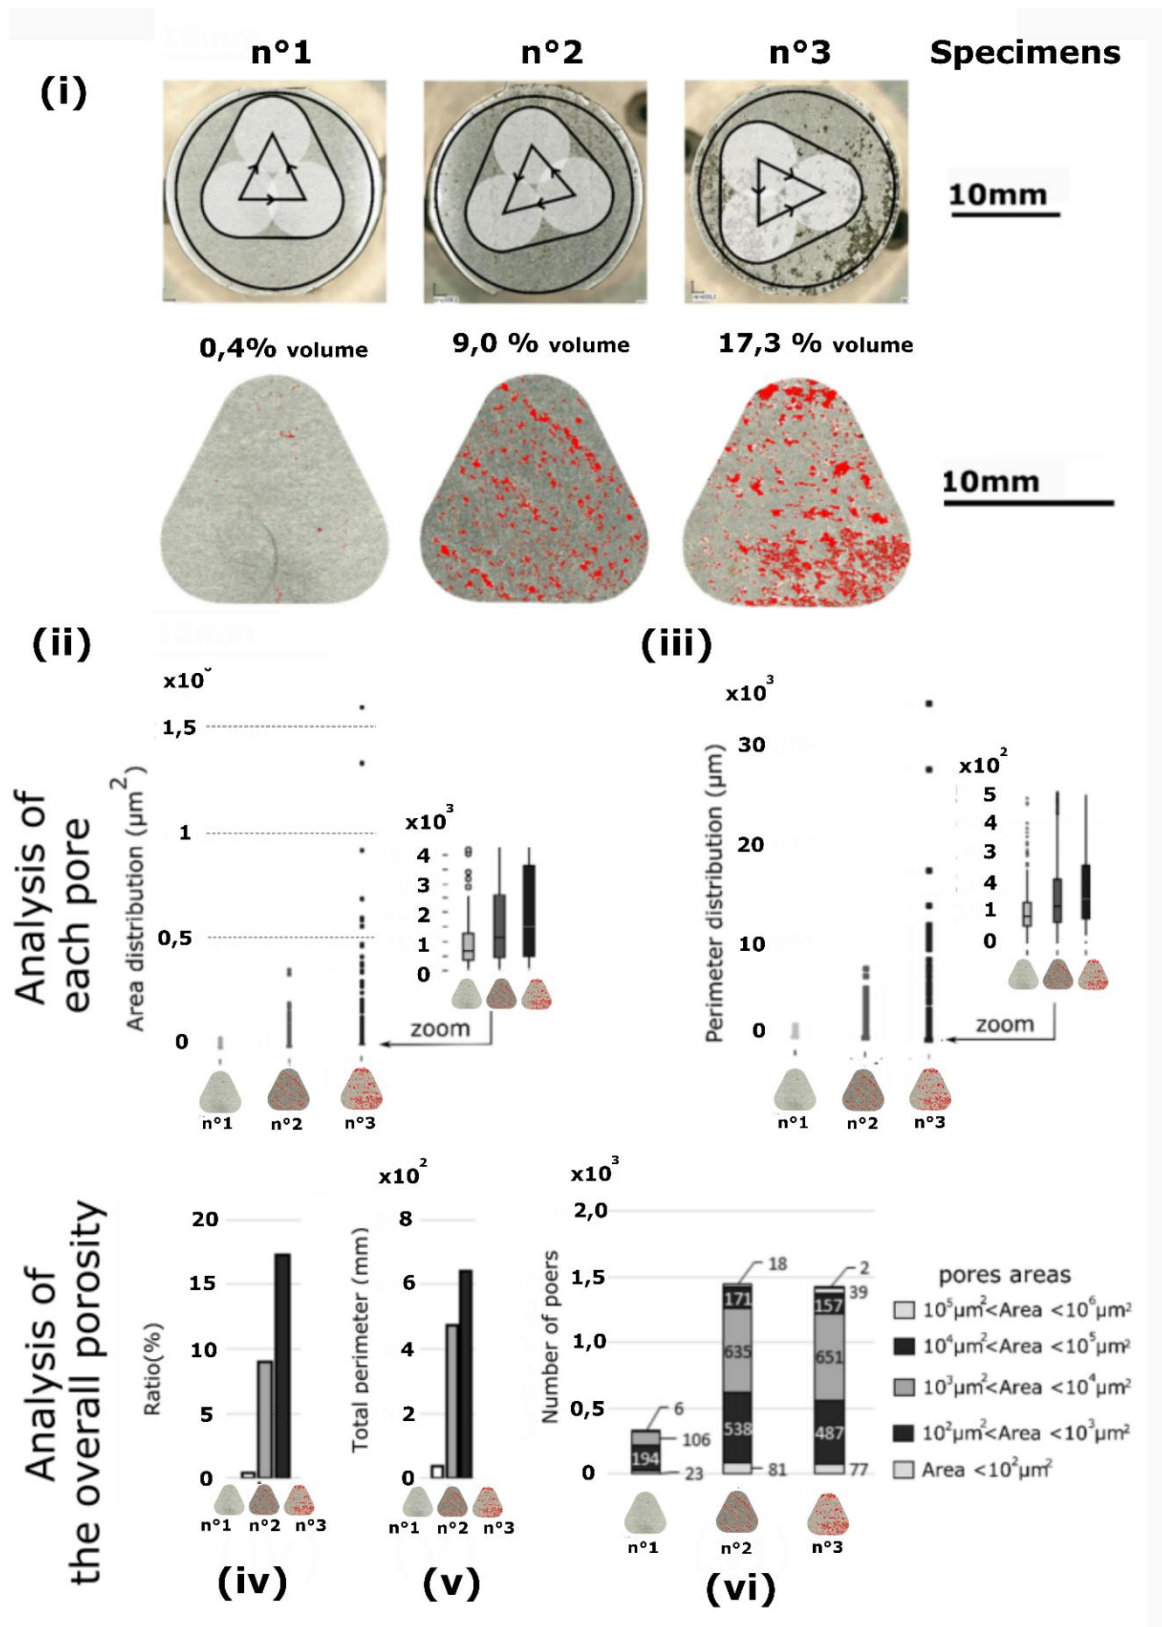 n°1 n°2 n°3 Specimens
(i)
10mm
0,4% volume 9,0 % volume 17,3 % volume
10mm
(ii) (iii)
Analysis of
each pore
Area distribution (µm²)
1,5
1
0,5
0
x10³
4
3
2
1
0
zoom
n°1 n°2 n°3
x10³
Perimeter distribution (µm)
30
20
10
0
x10²
5
4
3
4
1
0
zoom
n°1 n°2 n°3
Analysis of
the overall porosity
Ratio(%)
20
15
10
5
0
n°1 n°2 n°3
(iv)
x10²
Total perimeter (mm)
8
6
4
2
0
n°1 n°2 n°3
(v)
x10³
Number of poers
2,0
1,5
1,0
0,5
0
6
106
194
23
18
171
635
538
81
2
39
157
651
487
77
n°1 n°2 n°3
(vi)
pores areas
10⁵µm²<Area <10⁶µm²
10⁴µm²<Area <10⁵µm²
10³µm²<Area <10⁴µm²
10²µm²<Area <10³µm²
Area <10²µm²